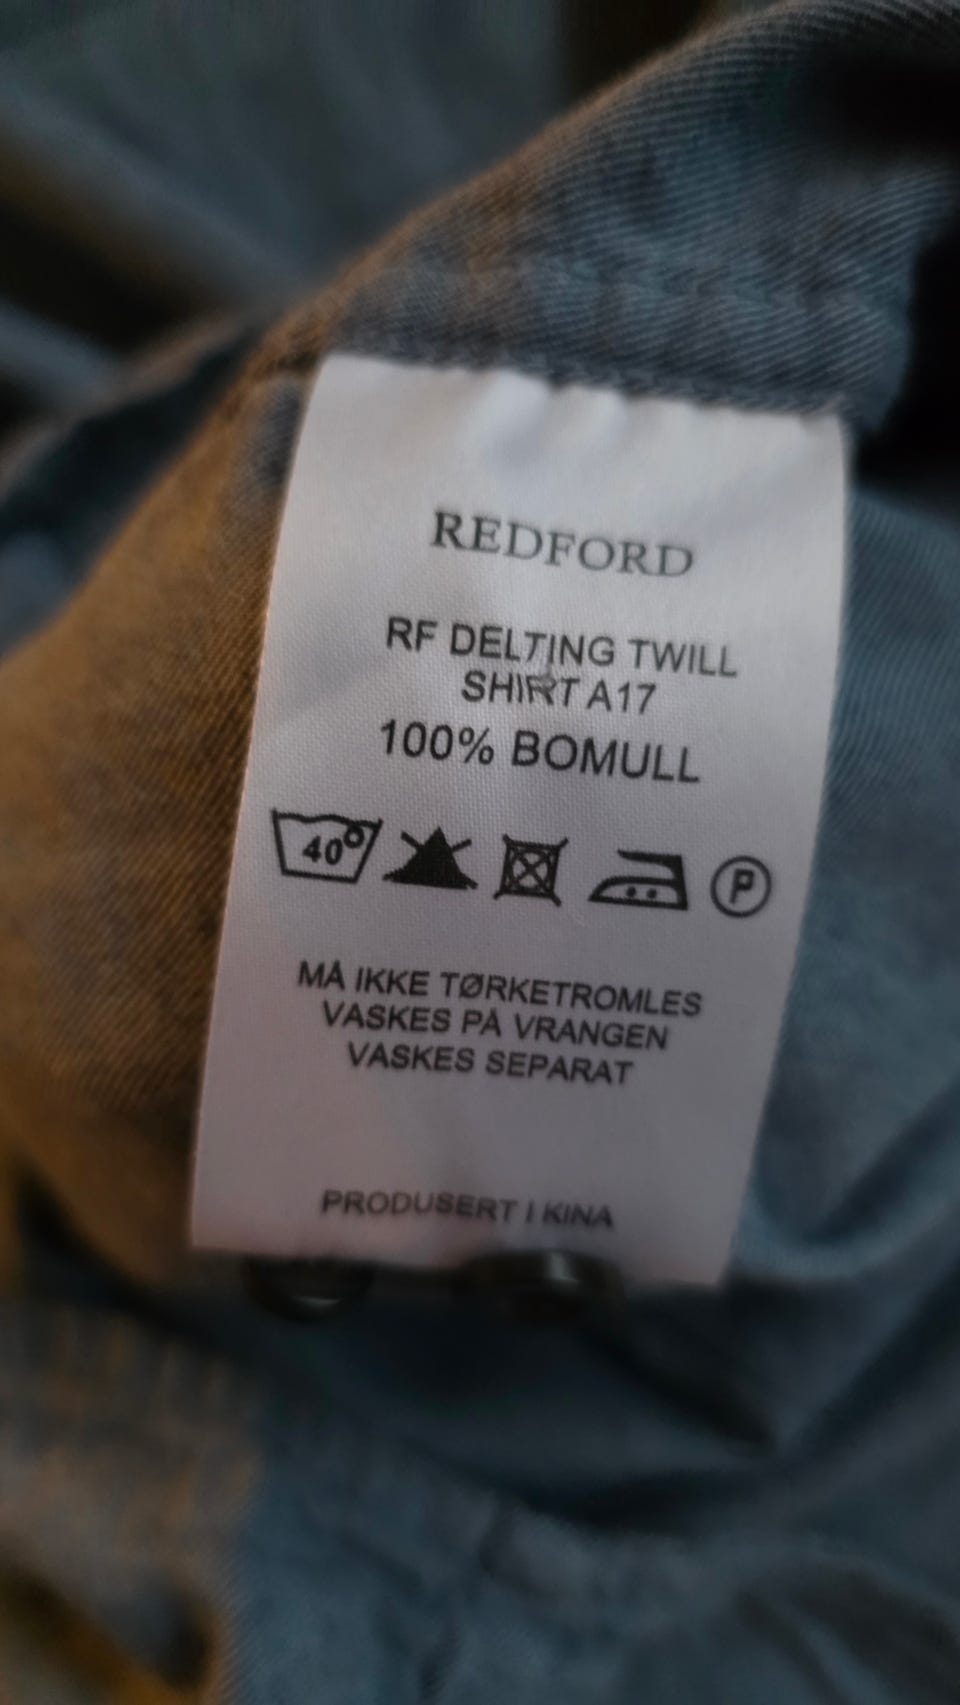 REDFORD
RF DELTING TWILL
SHIRT A17
100% BOMULL
40°
P
MÅ IKKE TØRKETROMLES
VASKES PÅ VRANGEN
VASKES SEPARAT
PRODUSERT I KINA